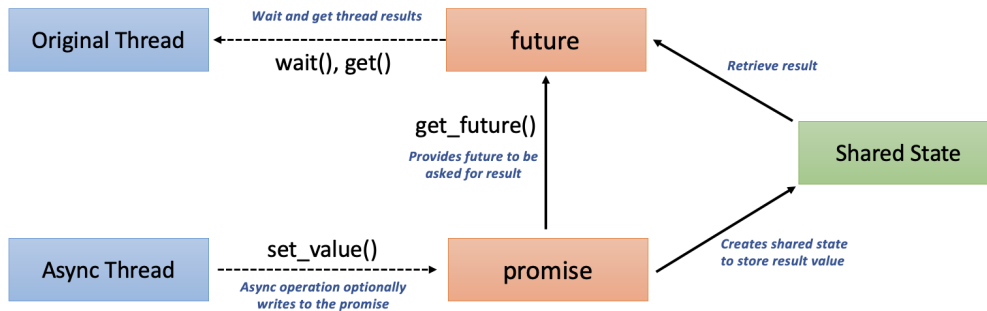 Wait and get thread results
Original Thread
future
wait(), get()
Retrieve result
get_future()
Provides future to be
asked for result
Shared State
set_value()
Async Thread
promise
Creates shared state
to store result value
Async operation optionally
writes to the promise